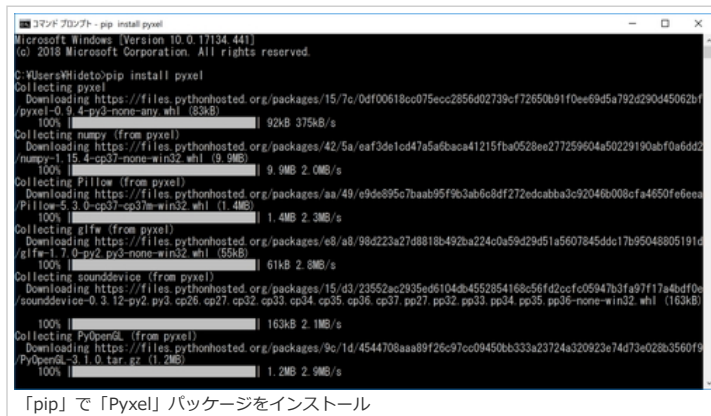 コマンド プロンプト - pip install pyxel
Microsoft Windows [Version 10.0.17134.441]
(c) 2018 Microsoft Corporation. All rights reserved.
C:¥Users¥Hideto>pip install pyxel
Collecting pyxel
Downloading https://files.pythonhosted.org/packages/15/7c/0df00618cc075ecc2856d02739cf72650b91f0ee69d5a792d290d45062bf
/pyxel-0.9.4-py3-none-any.whl (83kB)
100% |████████████████████████████████| 92kB 375kB/s
Collecting numpy (from pyxel)
Downloading https://files.pythonhosted.org/packages/42/5a/eaf3de1cd47a5a6baca41215fba0528ee277259604a50229190abf0a6dd2
/numpy-1.15.4-cp37-none-win32.whl (9.9MB)
100% |████████████████████████████████| 9.9MB 2.0MB/s
Collecting Pillow (from pyxel)
Downloading https://files.pythonhosted.org/packages/aa/49/e9de895c7baab95f9b3ab6c8df272edcabba3c92046b008cfa4650fe6eea
/Pillow-5.3.0-cp37-cp37m-win32.whl (1.4MB)
100% |████████████████████████████████| 1.4MB 2.3MB/s
Collecting glfw (from pyxel)
Downloading https://files.pythonhosted.org/packages/e8/a8/98d223a27d8818b492ba224c0a59d29d51a5607845ddc17b95048805191d
/glfw-1.7.0-py2.py3-none-win32.whl (55kB)
100% |████████████████████████████████| 61kB 2.8MB/s
Collecting sounddevice (from pyxel)
Downloading https://files.pythonhosted.org/packages/15/d3/23552ac2935ed6104db4552854168c56fd2ccfc05947b3fa97f17a4bdf0e
/sounddevice-0.3.12-py2.py3.cp26.cp27.cp32.cp33.cp34.cp35.cp36.cp37.pp27.pp32.pp33.pp34.pp35.pp36-none-win32.whl (163kB)
100% |████████████████████████████████| 163kB 2.1MB/s
Collecting PyOpenGL (from pyxel)
Downloading https://files.pythonhosted.org/packages/9c/1d/4544708aaa89f26c97cc09450bb333a23724a320923e74d73e028b3560f9
/PyOpenGL-3.1.0.tar.gz (1.2MB)
100% |████████████████████████████████| 1.2MB 2.9MB/s
「pip」で「Pyxel」パッケージをインストール